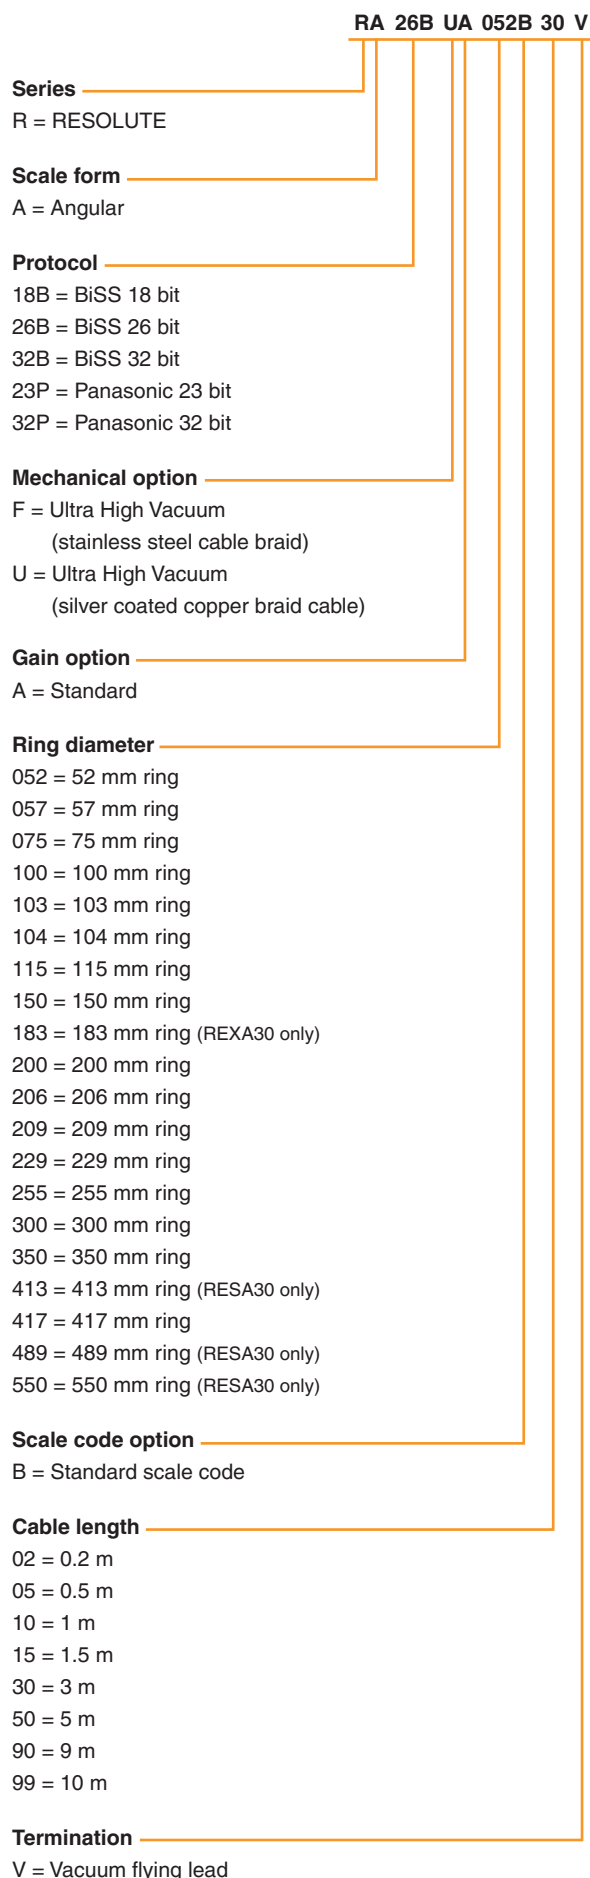 RA 26B UA 052B 30 V
Series
R = RESOLUTE
Scale form
A = Angular
Protocol
18B = BiSS 18 bit
26B = BiSS 26 bit
32B = BiSS 32 bit
23P = Panasonic 23 bit
32P = Panasonic 32 bit
Mechanical option
F = Ultra High Vacuum
(stainless steel cable braid)
U = Ultra High Vacuum
(silver coated copper braid cable)
Gain option
A = Standard
Ring diameter
052 = 52 mm ring
057 = 57 mm ring
075 = 75 mm ring
100 = 100 mm ring
103 = 103 mm ring
104 = 104 mm ring
115 = 115 mm ring
150 = 150 mm ring
183 = 183 mm ring (REXA30 only)
200 = 200 mm ring
206 = 206 mm ring
209 = 209 mm ring
229 = 229 mm ring
255 = 255 mm ring
300 = 300 mm ring
350 = 350 mm ring
413 = 413 mm ring (RESA30 only)
417 = 417 mm ring
489 = 489 mm ring (RESA30 only)
550 = 550 mm ring (RESA30 only)
Scale code option
B = Standard scale code
Cable length
02 = 0.2 m
05 = 0.5 m
10 = 1 m
15 = 1.5 m
30 = 3 m
50 = 5 m
90 = 9 m
99 = 10 m
Termination
V = Vacuum flying lead